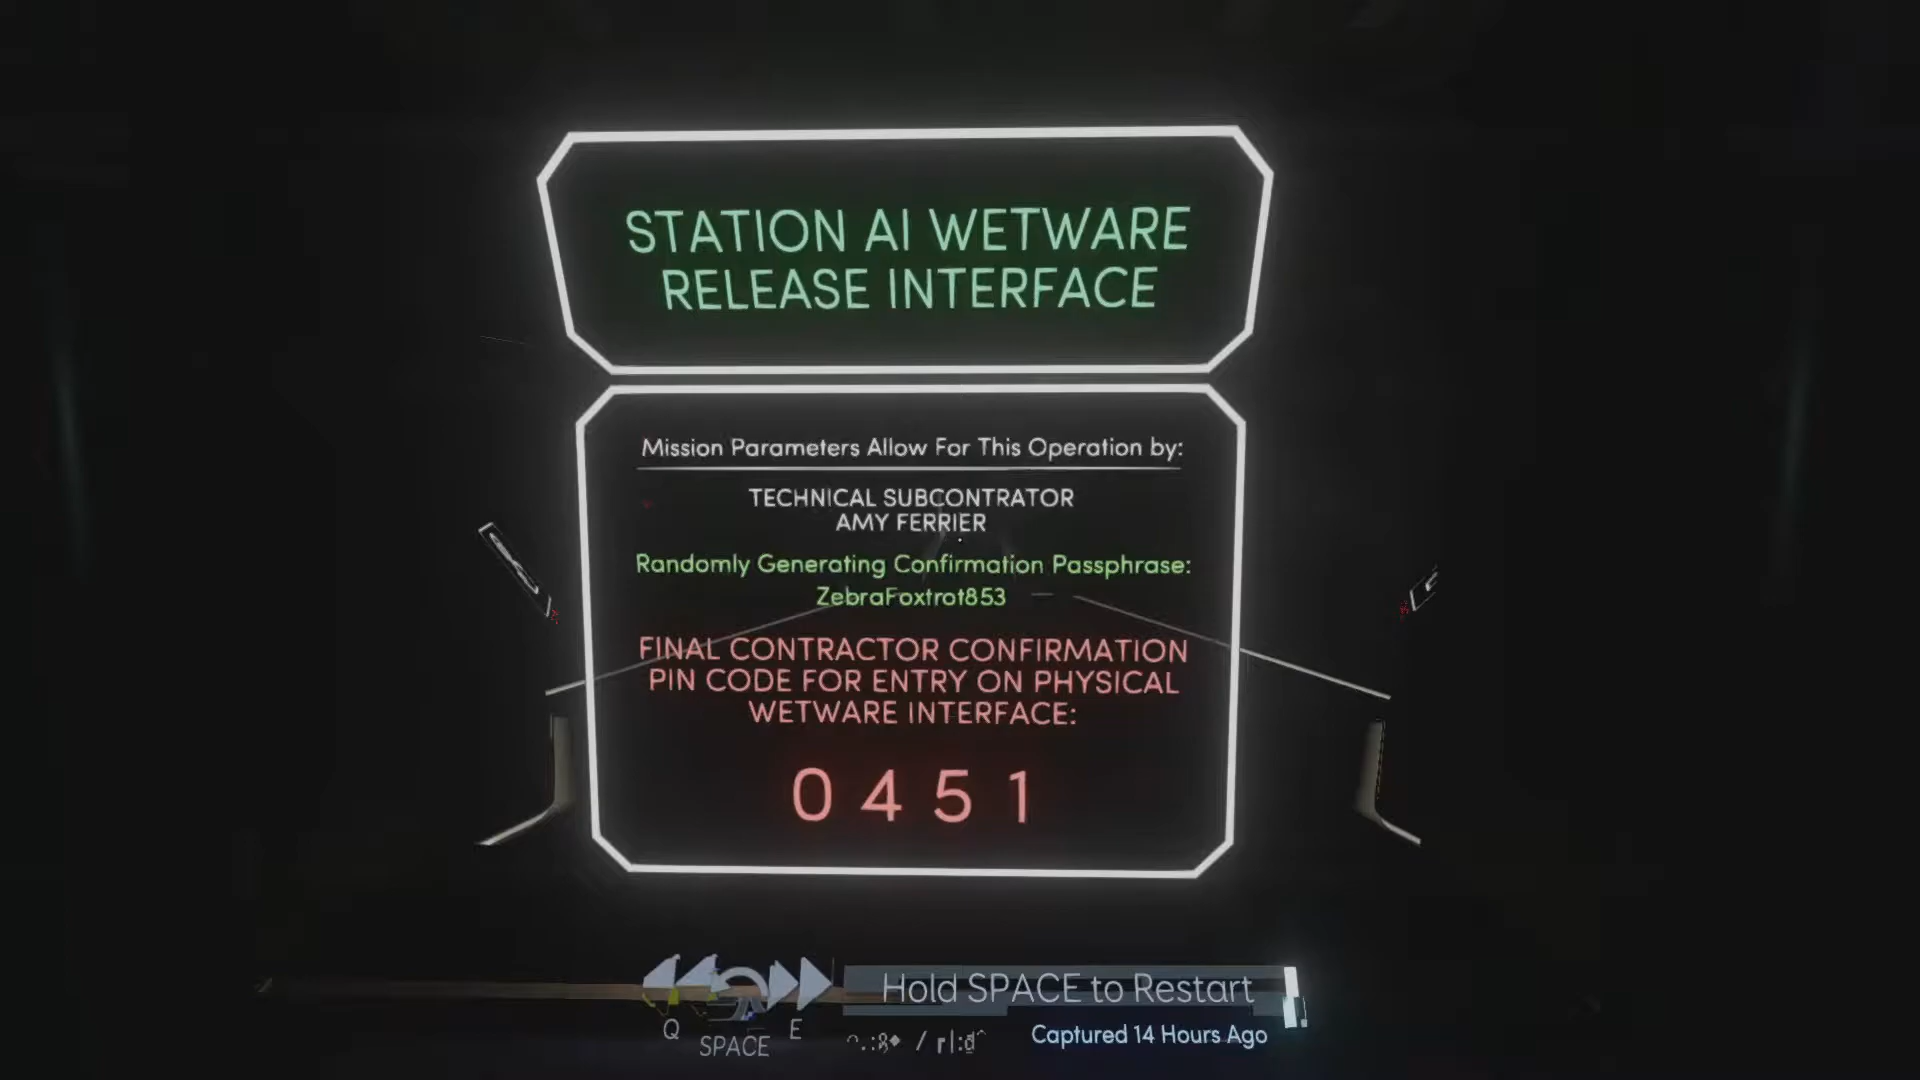 STATION AI WETWARE
RELEASE INTERFACE
Mission Parameters Allow For This Operation by:
TECHNICAL SUBCONTRATOR
AMY FERRIER
Randomly Generating Confirmation Passphrase:
ZebraFoxtrot853
FINAL CONTRACTOR CONFIRMATION
PIN CODE FOR ENTRY ON PHYSICAL
WETWARE INTERFACE:
0 4 5 1
Hold SPACE to Restart
Q
SPACE
E
Captured 14 Hours Ago